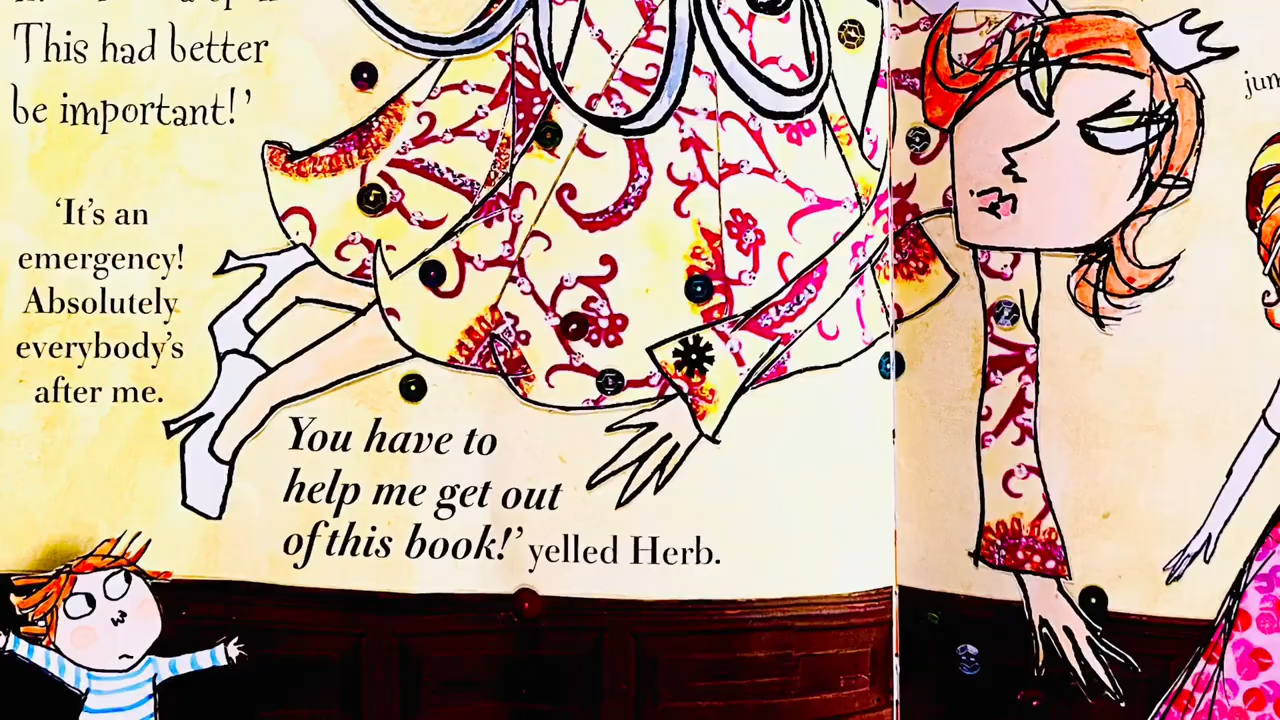 This had better
be important!’
‘It’s an
emergency!
Absolutely
everybody’s
after me.
You have to
help me get out
of this book!’ yelled Herb.